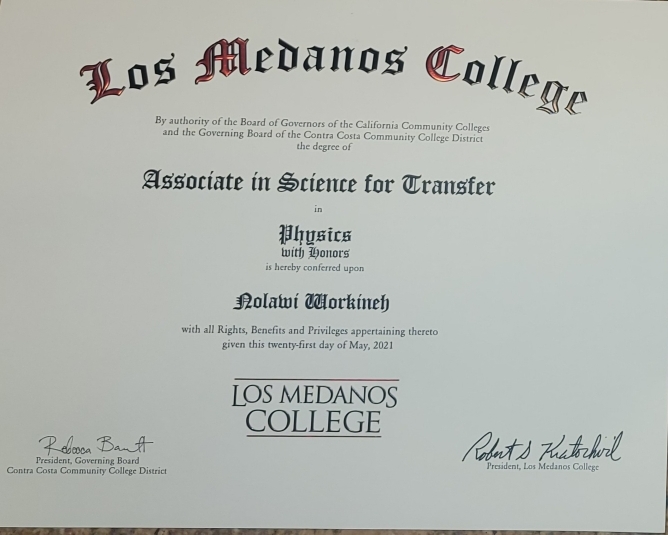 Los Medanos College
By authority of the Board of Governors of the California Community Colleges
and the Governing Board of the Contra Costa Community College District
the degree of
Associate in Science for Transfer
in
Physics
with Honors
is hereby conferred upon
Nolawi Workineh
with all Rights, Benefits and Privileges appertaining thereto
given this twenty-first day of May, 2021
LOS MEDANOS
COLLEGE
Rebecca Barrett
President, Governing Board
Contra Costa Community College District
Robert S Kratochvil
President, Los Medanos College